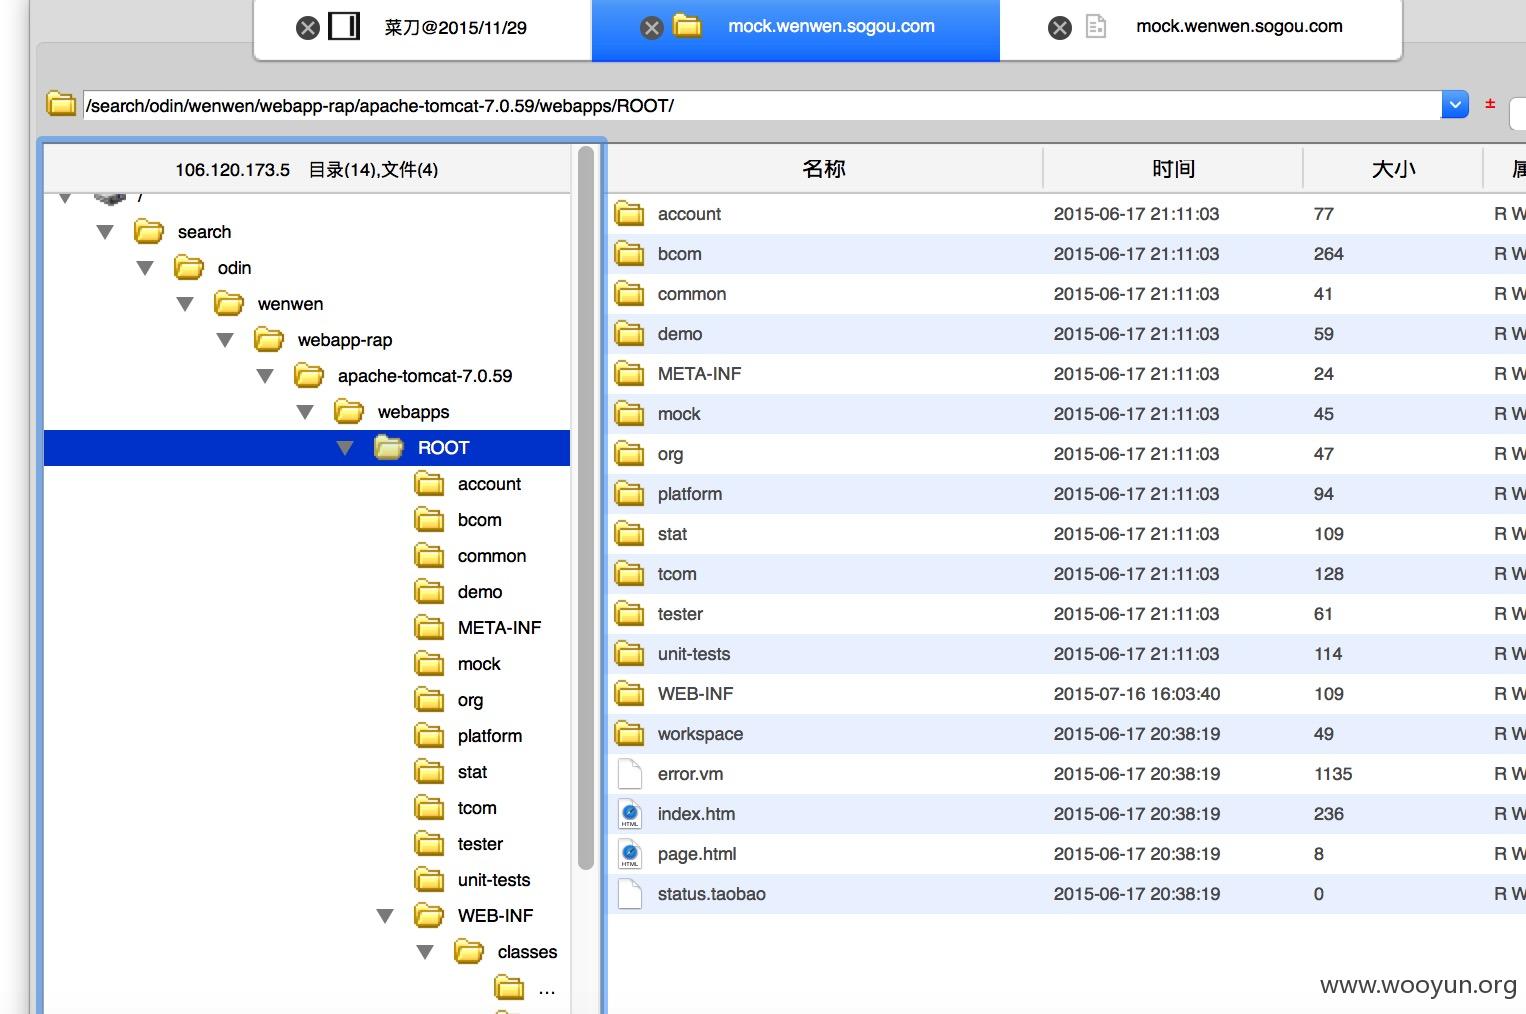 菜刀@2015/11/29
mock.wenwen.sogou.com
mock.wenwen.sogou.com
/search/odin/wenwen/webapp-rap/apache-tomcat-7.0.59/webapps/ROOT/
±
106.120.173.5 目录(14),文件(4)
/
search
odin
wenwen
webapp-rap
apache-tomcat-7.0.59
webapps
ROOT
account
bcom
common
demo
META-INF
mock
org
platform
stat
tcom
tester
unit-tests
WEB-INF
classes
...
名称 时间 大小 属
account 2015-06-17 21:11:03 77 R W
bcom 2015-06-17 21:11:03 264 R W
common 2015-06-17 21:11:03 41 R W
demo 2015-06-17 21:11:03 59 R W
META-INF 2015-06-17 21:11:03 24 R W
mock 2015-06-17 21:11:03 45 R W
org 2015-06-17 21:11:03 47 R W
platform 2015-06-17 21:11:03 94 R W
stat 2015-06-17 21:11:03 109 R W
tcom 2015-06-17 21:11:03 128 R W
tester 2015-06-17 21:11:03 61 R W
unit-tests 2015-06-17 21:11:03 114 R W
WEB-INF 2015-07-16 16:03:40 109 R W
workspace 2015-06-17 20:38:19 49 R W
error.vm 2015-06-17 20:38:19 1135 R W
index.htm 2015-06-17 20:38:19 236 R W
page.html 2015-06-17 20:38:19 8 R W
status.taobao 2015-06-17 20:38:19 0 R W
HTML
HTML
www.wooyun.org